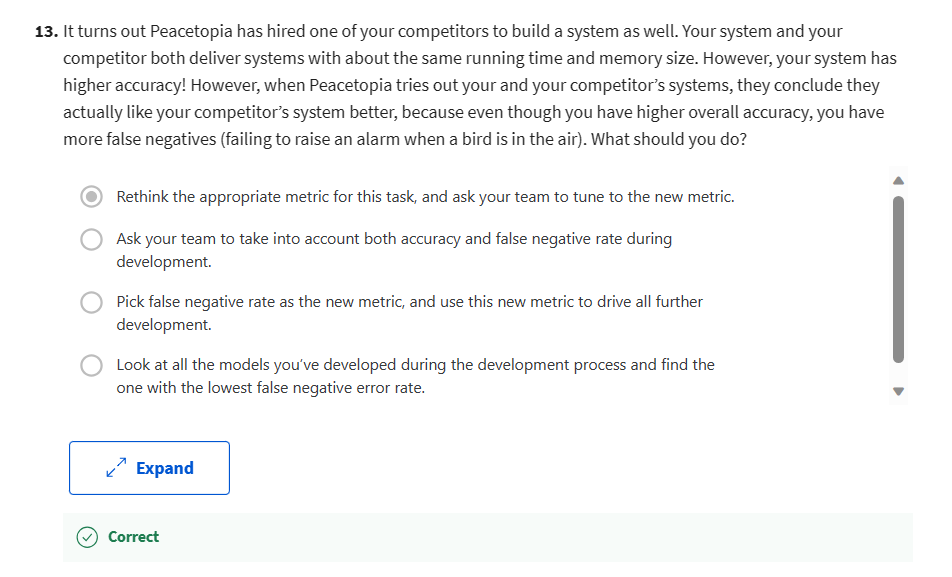 13. It turns out Peacetopia has hired one of your competitors to build a system as well. Your system and your
competitor both deliver systems with about the same running time and memory size. However, your system has
higher accuracy! However, when Peacetopia tries out your and your competitor’s systems, they conclude they
actually like your competitor’s system better, because even though you have higher overall accuracy, you have
more false negatives (failing to raise an alarm when a bird is in the air). What should you do?
Rethink the appropriate metric for this task, and ask your team to tune to the new metric.
Ask your team to take into account both accuracy and false negative rate during
development.
Pick false negative rate as the new metric, and use this new metric to drive all further
development.
Look at all the models you’ve developed during the development process and find the
one with the lowest false negative error rate.
Expand
Correct